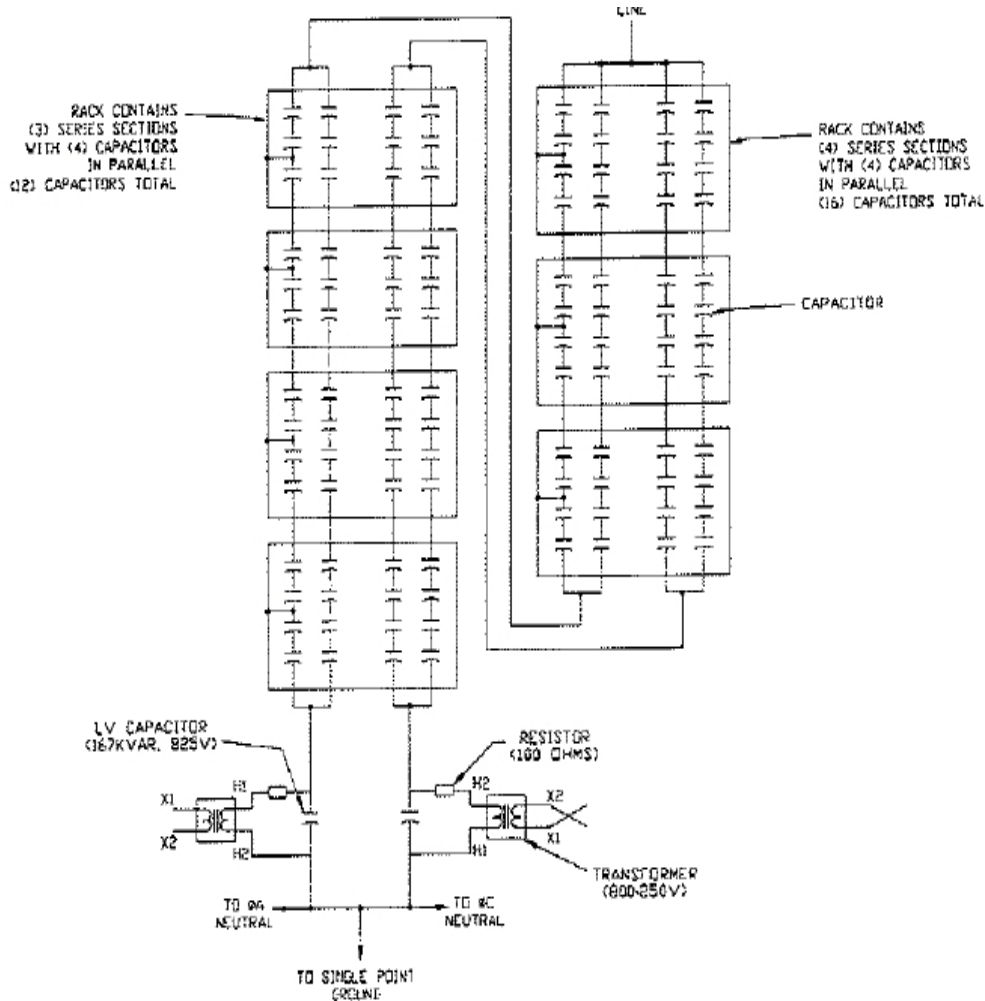 LINE
RACK CONTAINS
(3) SERIES SECTIONS
WITH (4) CAPACITORS
IN PARALLEL
(12) CAPACITORS TOTAL
RACK CONTAINS
(4) SERIES SECTIONS
WITH (4) CAPACITORS
IN PARALLEL
(16) CAPACITORS TOTAL
CAPACITOR
LV CAPACITOR
(167KVAR, 825V)
RESISTOR
(100 OHMS)
X1
H1
X2
H2
H2
X2
H1
X1
TRANSFORMER
(800-250V)
TO ØA
NEUTRAL
TO ØC
NEUTRAL
TO SINGLE POINT
GROUND